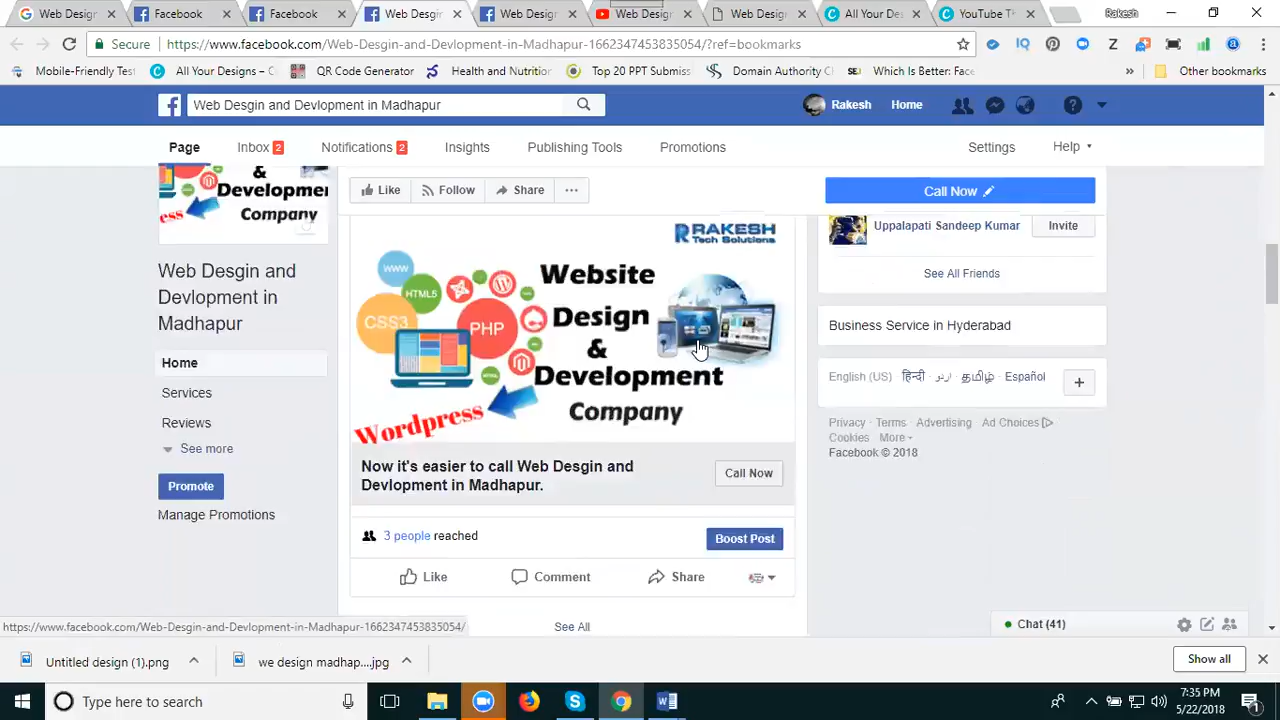 Web Design
Facebook
Facebook
Web Desgin
Web Design
Web Design
Web Design
All Your Des
YouTube Th
Rakesh
Secure
https://www.facebook.com/Web-Desgin-and-Devlopment-in-Madhapur-1662347453835054/?ref=bookmarks
Mobile-Friendly Test
All Your Designs – C
QR Code Generator
Health and Nutrition
Top 20 PPT Submiss
Domain Authority C
Which Is Better: Face
»
Other bookmarks
Web Desgin and Devlopment in Madhapur
Rakesh
Home
Page
Inbox 2
Notifications 2
Insights
Publishing Tools
Promotions
Settings
Help
&
Development
Company
Web Desgin and
Devlopment in
Madhapur
Home
Services
Reviews
See more
Promote
Manage Promotions
Like
Follow
Share
...
Call Now
RAKESH
Tech Solutions
WWW
HTML5
CSS3
PHP
Website
Design
&
Development
Company
Wordpress
Now it's easier to call Web Desgin and
Devlopment in Madhapur.
Call Now
3 people reached
Boost Post
Like
Comment
Share
See All
Uppalapati Sandeep Kumar
Invite
See All Friends
Business Service in Hyderabad
English (US) · हिन्दी · اردو · தமிழ் · Español
+
Privacy · Terms · Advertising · Ad Choices
Cookies · More
Facebook © 2018
https://www.facebook.com/Web-Desgin-and-Devlopment-in-Madhapur-1662347453835054/
Chat (41)
Untitled design (1).png
we design madhap....jpg
Show all
Type here to search
7:35 PM
5/22/2018
1